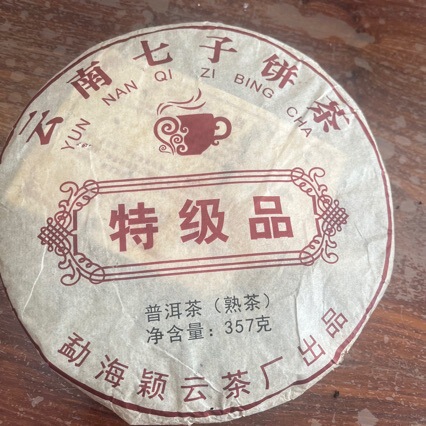 云南七子饼茶
YUN NAN QI ZI BING CHA
特级品
普洱茶（熟茶）
净含量：357克
勐海颖云茶厂出品